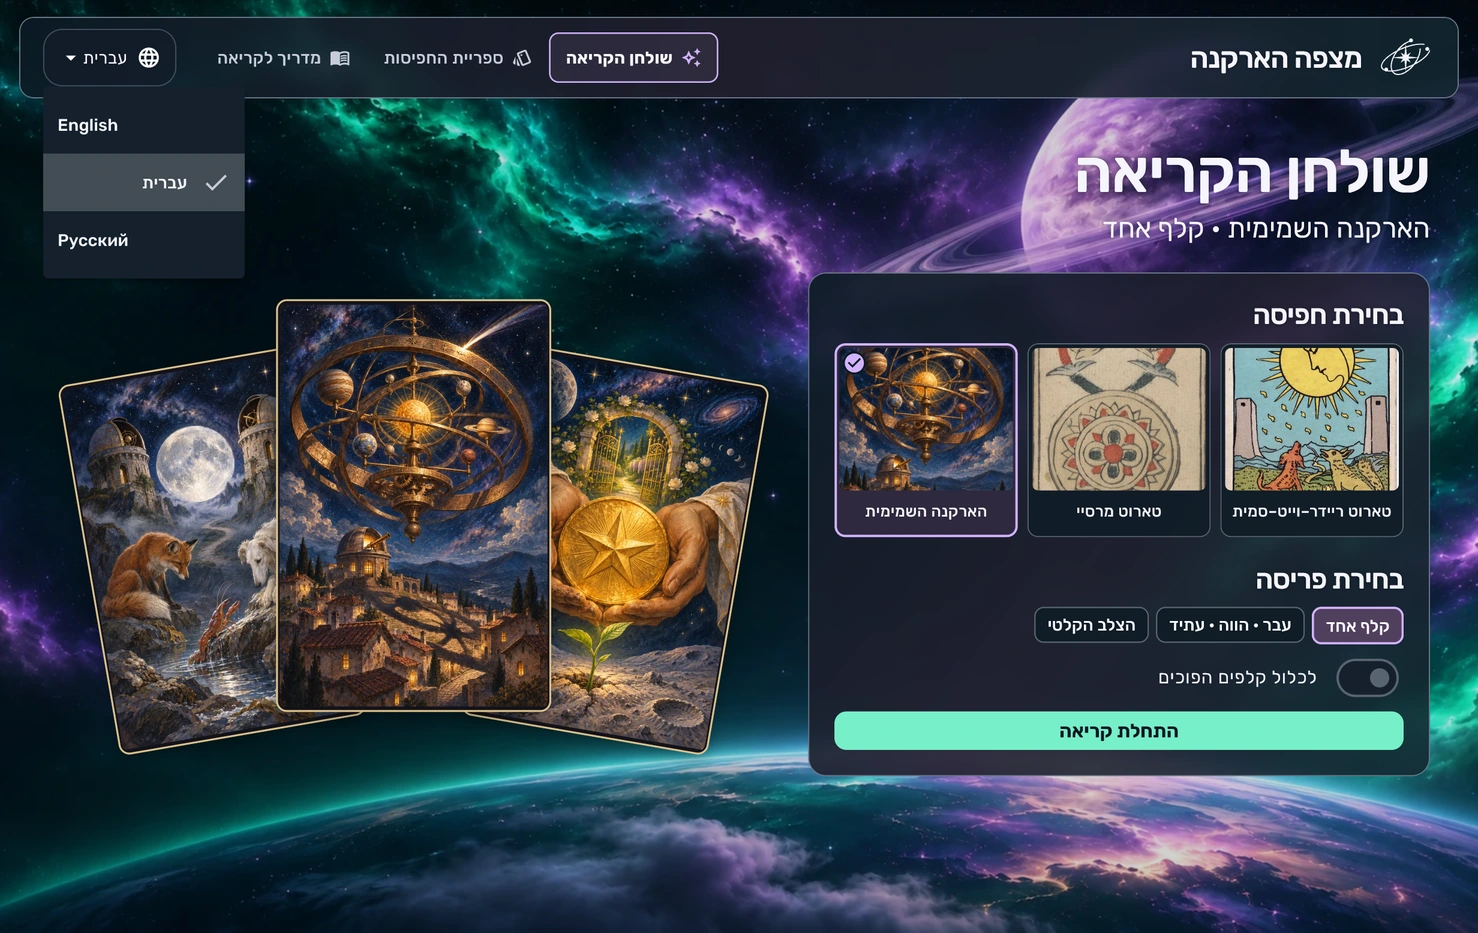 מצפה הארקנה
שולחן הקריאה
ספריית החפיסות
מדריך לקריאה
עברית
English
עברית
Русский
שולחן הקריאה
הארקנה השמימית • קלף אחד
בחירת חפיסה
טארוט ריידר-וייט-סמית
טארוט מרסיי
הארקנה השמימית
בחירת פריסה
קלף אחד
עבר • הווה • עתיד
הצלב הקלטי
לכלול קלפים הפוכים
התחלת קריאה